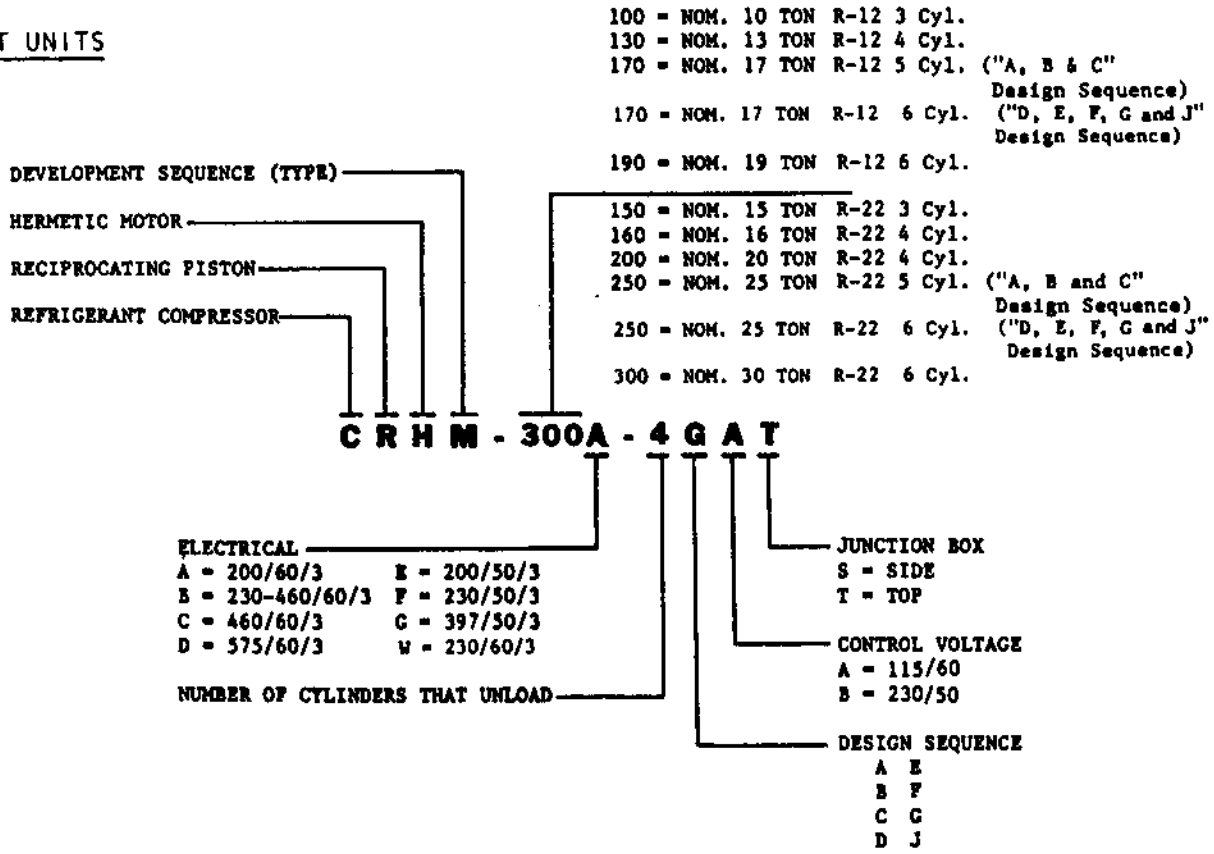 T UNITS
100 = NOM. 10 TON R-12 3 Cyl.
130 = NOM. 13 TON R-12 4 Cyl.
170 = NOM. 17 TON R-12 5 Cyl. ("A, B & C"
Design Sequence)
170 = NOM. 17 TON R-12 6 Cyl. ("D, E, F, G and J"
Design Sequence)
190 = NOM. 19 TON R-12 6 Cyl.
150 = NOM. 15 TON R-22 3 Cyl.
160 = NOM. 16 TON R-22 4 Cyl.
200 = NOM. 20 TON R-22 4 Cyl.
250 = NOM. 25 TON R-22 5 Cyl. ("A, B and C"
Design Sequence)
250 = NOM. 25 TON R-22 6 Cyl. ("D, E, F, G and J"
Design Sequence)
300 = NOM. 30 TON R-22 6 Cyl.
DEVELOPMENT SEQUENCE (TYPE)
HERMETIC MOTOR
RECIPROCATING PISTON
REFRIGERANT COMPRESSOR
C R H M - 300A - 4 G A T
ELECTRICAL
A = 200/60/3 E = 200/50/3
B = 230-460/60/3 F = 230/50/3
C = 460/60/3 G = 397/50/3
D = 575/60/3 W = 230/60/3
NUMBER OF CYLINDERS THAT UNLOAD
JUNCTION BOX
S = SIDE
T = TOP
CONTROL VOLTAGE
A = 115/60
B = 230/50
DESIGN SEQUENCE
A E
B F
C G
D J